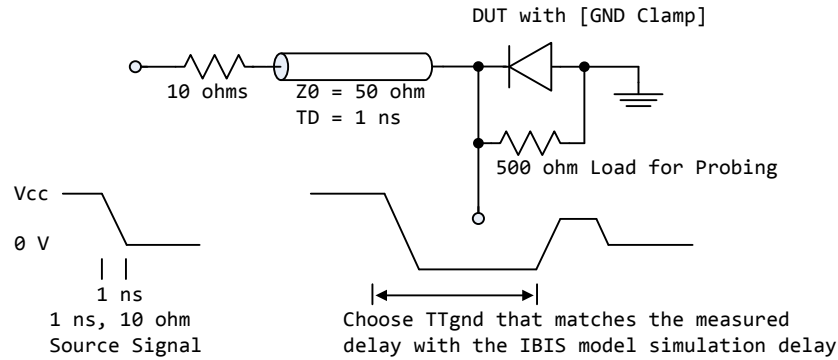 DUT with [GND Clamp]
10 ohms
Z0 = 50 ohm
TD = 1 ns
500 ohm Load for Probing
Vcc
0 V
1 ns
1 ns, 10 ohm
Source Signal
Choose TTgnd that matches the measured
delay with the IBIS model simulation delay